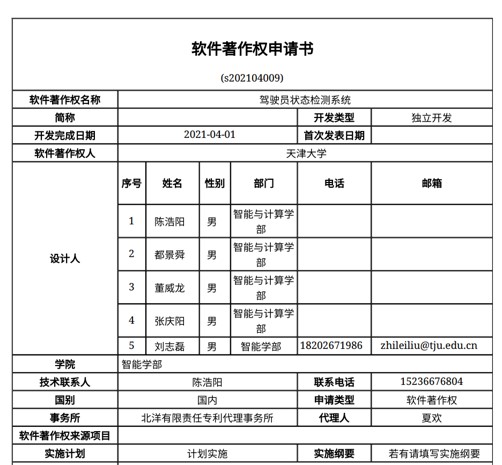 软件著作权申请书
(s202104009)
软件著作权名称 驾驶员状态检测系统
简称 开发类型 独立开发
开发完成日期 2021-04-01 首次发表日期
软件著作权人 天津大学
设计人
序号 姓名 性别 部门 电话 邮箱
1 陈浩阳 男 智能与计算学
部
2 都景舜 男 智能与计算学
部
3 董威龙 男 智能与计算学
部
4 张庆阳 男 智能与计算学
部
5 刘志磊 男 智能学部 18202671986 zhileiliu@tju.edu.cn
学院 智能学部
技术联系人 陈浩阳 联系电话 15236676804
国别 国内 申请类型 软件著作权
事务所 北洋有限责任专利代理事务所 代理人 夏欢
软件著作权来源项目
实施计划 计划实施 实施纲要 若有请填写实施纲要